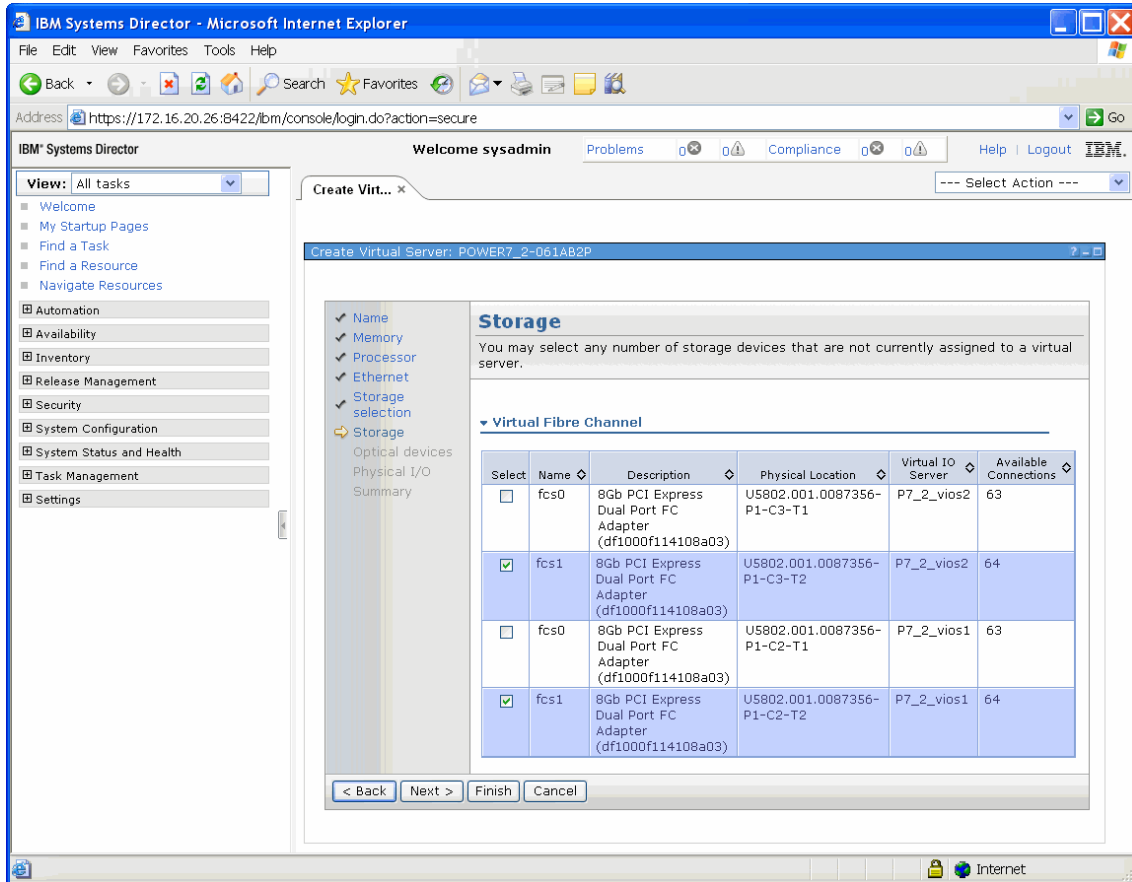 IBM Systems Director - Microsoft Internet Explorer
File Edit View Favorites Tools Help
Back Search Favorites
Address https://172.16.20.26:8422/ibm/console/login.do?action=secure Go
IBM® Systems Director Welcome sysadmin Problems 0 0 Compliance 0 0 Help | Logout IBM.
View: All tasks
Create Virt... × --- Select Action ---
Welcome
My Startup Pages
Find a Task
Find a Resource
Navigate Resources
Automation
Availability
Inventory
Release Management
Security
System Configuration
System Status and Health
Task Management
Settings
Create Virtual Server: POWER7_2-061AB2P
Name
Memory
Processor
Ethernet
Storage
selection
Storage
Optical devices
Physical I/O
Summary
Storage
You may select any number of storage devices that are not currently assigned to a virtual
server.
Virtual Fibre Channel
Select Name Description Physical Location Virtual IO Server Available Connections
fcs0 8Gb PCI Express U5802.001.0087356- P7_2_vios2 63
Dual Port FC P1-C3-T1
Adapter
(df1000f114108a03)
fcs1 8Gb PCI Express U5802.001.0087356- P7_2_vios2 64
Dual Port FC P1-C3-T2
Adapter
(df1000f114108a03)
fcs0 8Gb PCI Express U5802.001.0087356- P7_2_vios1 63
Dual Port FC P1-C2-T1
Adapter
(df1000f114108a03)
fcs1 8Gb PCI Express U5802.001.0087356- P7_2_vios1 64
Dual Port FC P1-C2-T2
Adapter
(df1000f114108a03)
< Back Next > Finish Cancel
Internet